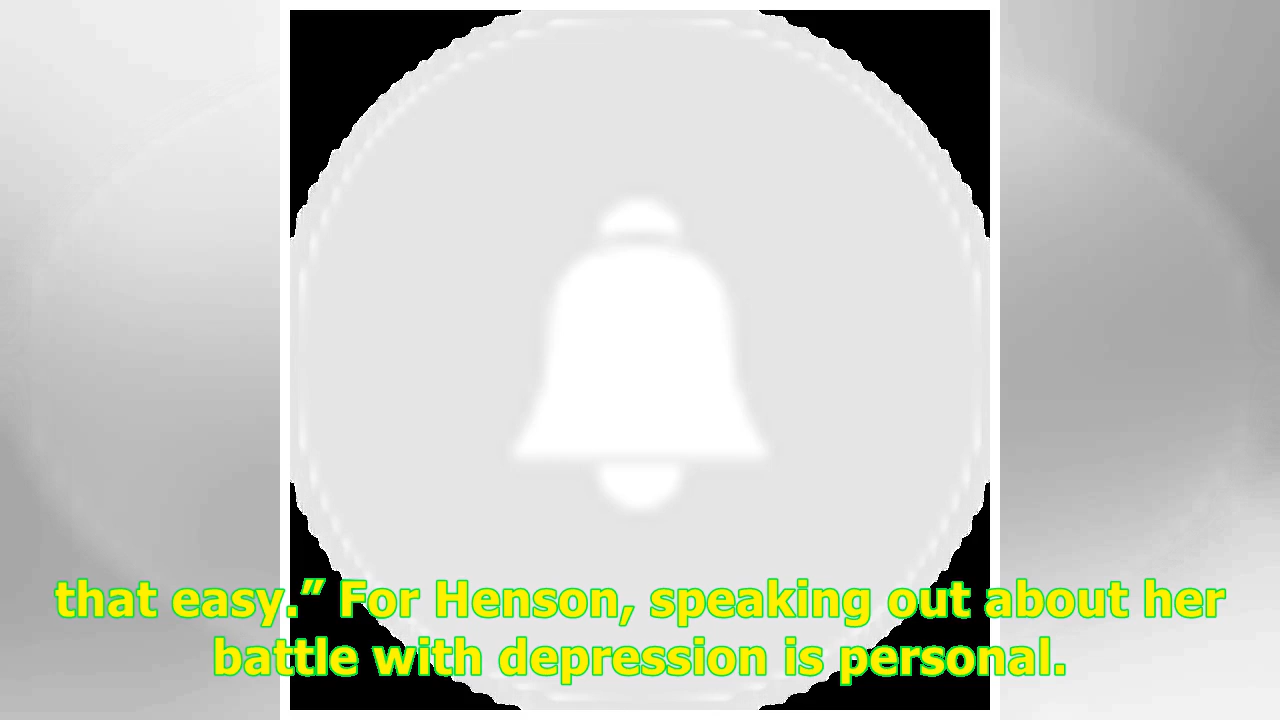 that easy.” For Henson, speaking out about her
battle with depression is personal.